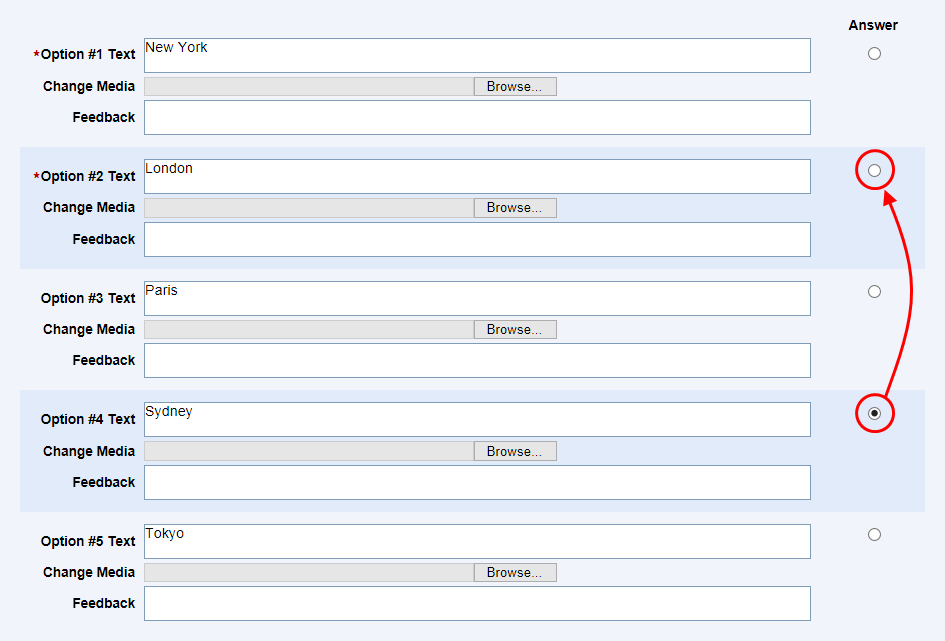 Answer
*Option #1 Text New York
Change Media Browse...
Feedback
*Option #2 Text London
Change Media Browse...
Feedback
Option #3 Text Paris
Change Media Browse...
Feedback
Option #4 Text Sydney
Change Media Browse...
Feedback
Option #5 Text Tokyo
Change Media Browse...
Feedback